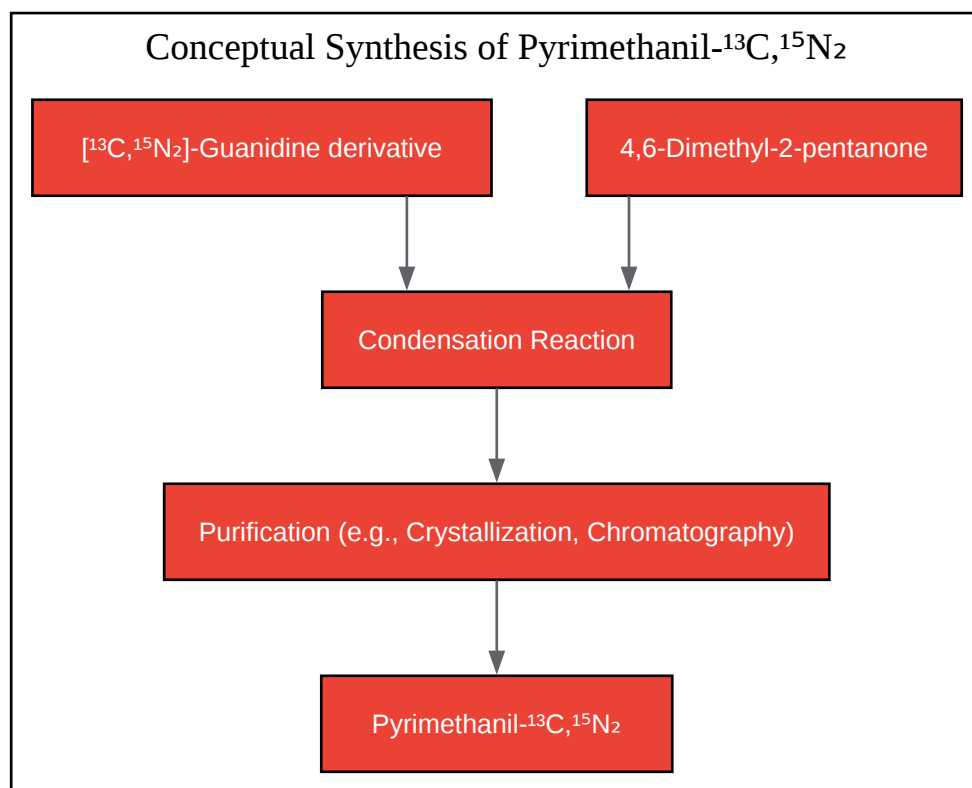 Conceptual Synthesis of Pyrimethanil-¹³C,¹⁵N₂
[¹³C,¹⁵N₂]-Guanidine derivative
4,6-Dimethyl-2-pentanone
Condensation Reaction
Purification (e.g., Crystallization, Chromatography)
Pyrimethanil-¹³C,¹⁵N₂